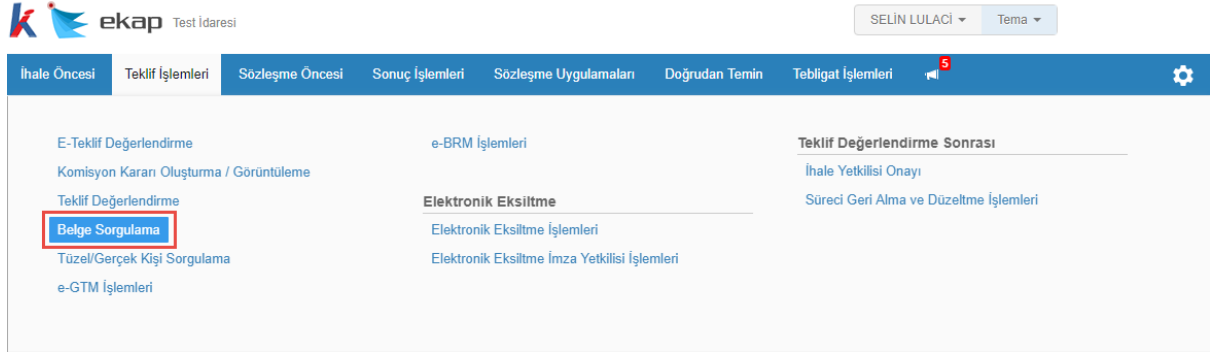 ekap Test İdaresi
SELİN LULACİ Tema
İhale Öncesi Teklif İşlemleri Sözleşme Öncesi Sonuç İşlemleri Sözleşme Uygulamaları Doğrudan Temin Tebligat İşlemleri 5
E-Teklif Değerlendirme
Komisyon Kararı Oluşturma / Görüntüleme
Teklif Değerlendirme
Belge Sorgulama
Tüzel/Gerçek Kişi Sorgulama
e-GTM İşlemleri
e-BRM İşlemleri
Elektronik Eksiltme
Elektronik Eksiltme İşlemleri
Elektronik Eksiltme İmza Yetkilisi İşlemleri
Teklif Değerlendirme Sonrası
İhale Yetkilisi Onayı
Süreci Geri Alma ve Düzeltme İşlemleri